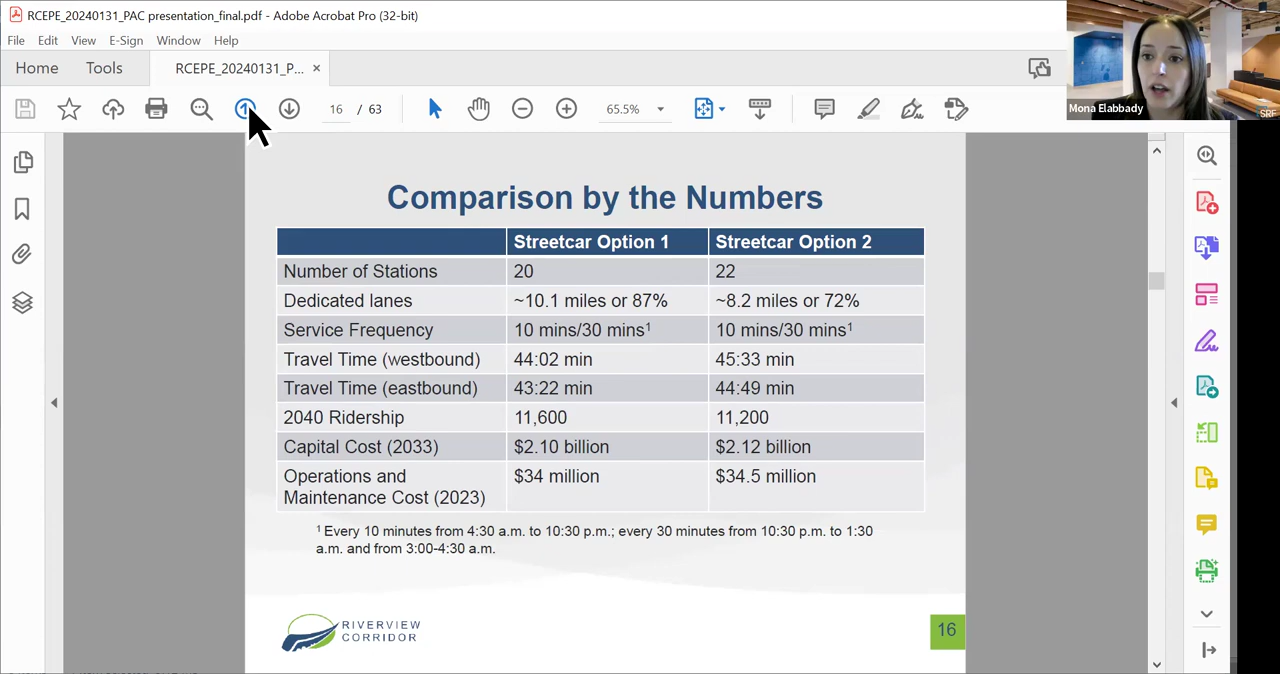 RCEPE_20240131_PAC presentation_final.pdf - Adobe Acrobat Pro (32-bit)
File Edit View E-Sign Window Help
Home Tools RCEPE_20240131_P... ×
16 / 63 65.5%
Mona Elabbady
SRF
Comparison by the Numbers
Streetcar Option 1 Streetcar Option 2
Number of Stations 20 22
Dedicated lanes ~10.1 miles or 87% ~8.2 miles or 72%
Service Frequency 10 mins/30 mins¹ 10 mins/30 mins¹
Travel Time (westbound) 44:02 min 45:33 min
Travel Time (eastbound) 43:22 min 44:49 min
2040 Ridership 11,600 11,200
Capital Cost (2033) $2.10 billion $2.12 billion
Operations and $34 million $34.5 million
Maintenance Cost (2023)
¹ Every 10 minutes from 4:30 a.m. to 10:30 p.m.; every 30 minutes from 10:30 p.m. to 1:30
a.m. and from 3:00-4:30 a.m.
RIVERVIEW
CORRIDOR
16